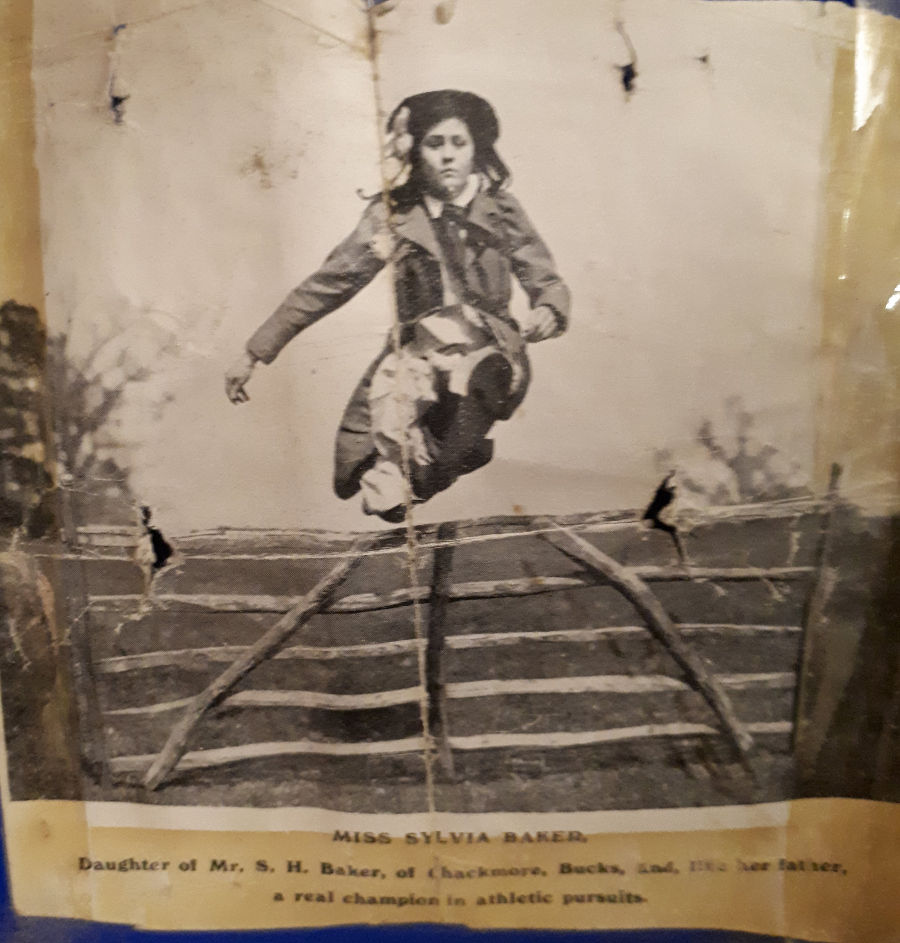 MISS SYLVIA BAKER,
Daughter of Mr. S. H. Baker, of Chackmore, Bucks, and, like her father,
a real champion in athletic pursuits.